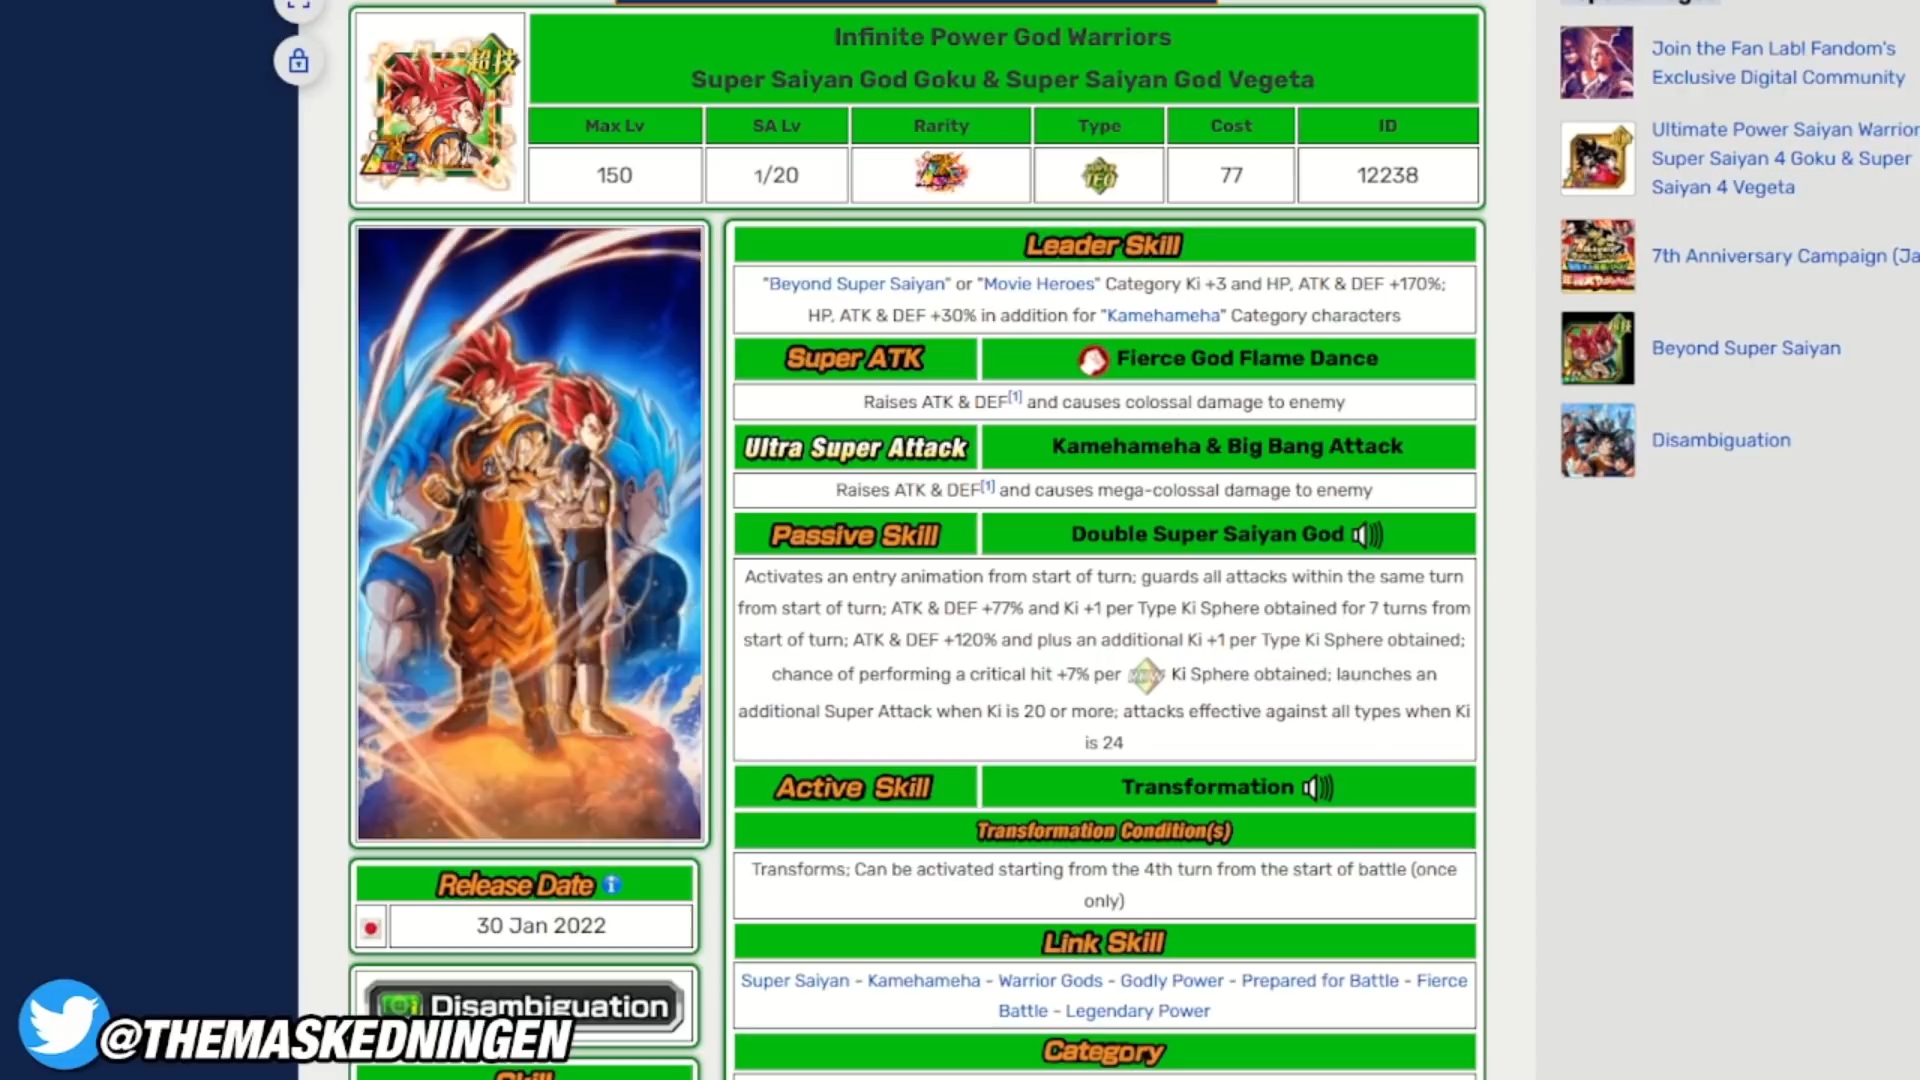 Infinite Power God Warriors
Super Saiyan God Goku & Super Saiyan God Vegeta
超技
LR
Max Lv
SA Lv
Rarity
Type
Cost
ID
150
1/20
LR
TEQ
77
12238
Leader Skill
"Beyond Super Saiyan" or "Movie Heroes" Category Ki +3 and HP, ATK & DEF +170%;
HP, ATK & DEF +30% in addition for "Kamehameha" Category characters
Super ATK
Fierce God Flame Dance
Raises ATK & DEF[1] and causes colossal damage to enemy
Ultra Super Attack
Kamehameha & Big Bang Attack
Raises ATK & DEF[1] and causes mega-colossal damage to enemy
Passive Skill
Double Super Saiyan God
Activates an entry animation from start of turn; guards all attacks within the same turn
from start of turn; ATK & DEF +77% and Ki +1 per Type Ki Sphere obtained for 7 turns from
start of turn; ATK & DEF +120% and plus an additional Ki +1 per Type Ki Sphere obtained;
chance of performing a critical hit +7% per Ki Sphere obtained; launches an
additional Super Attack when Ki is 20 or more; attacks effective against all types when Ki
is 24
Active Skill
Transformation
Transformation Condition(s)
Transforms; Can be activated starting from the 4th turn from the start of battle (once
only)
Link Skill
Super Saiyan - Kamehameha - Warrior Gods - Godly Power - Prepared for Battle - Fierce
Battle - Legendary Power
Category
Release Date
30 Jan 2022
Disambiguation
Skill
@THEMASKEDNINGEN
Join the Fan Lab! Fandom's
Exclusive Digital Community
Ultimate Power Saiyan Warrior
Super Saiyan 4 Goku & Super
Saiyan 4 Vegeta
7th Anniversary Campaign (Ja
Beyond Super Saiyan
Disambiguation